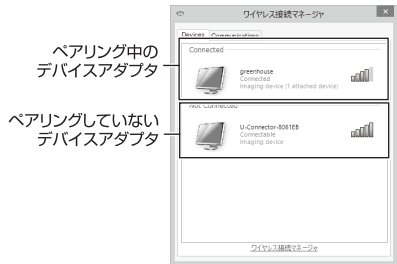 ワイヤレス接続マネージャ
Devices Communications
Connected
ペアリング中の
デバイスアダプタ
greenhouse
Connected
Imaging device (1 attached device)
Not Connected
ペアリングしていない
デバイスアダプタ
U-Connector-8061EB
Connectable
Imaging device
ワイヤレス接続マネージャ